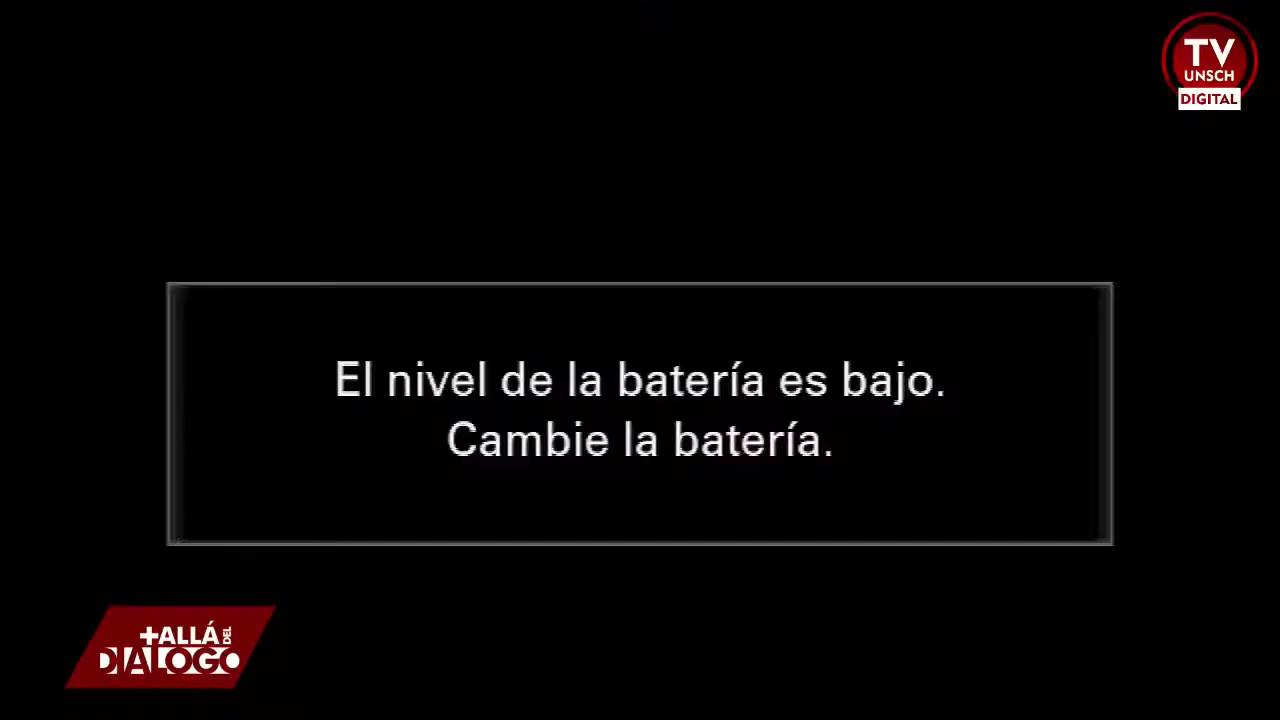 TV
UNSCH
DIGITAL
El nivel de la batería es bajo.
Cambie la batería.
+ALLÁ DEL
DIALOGO